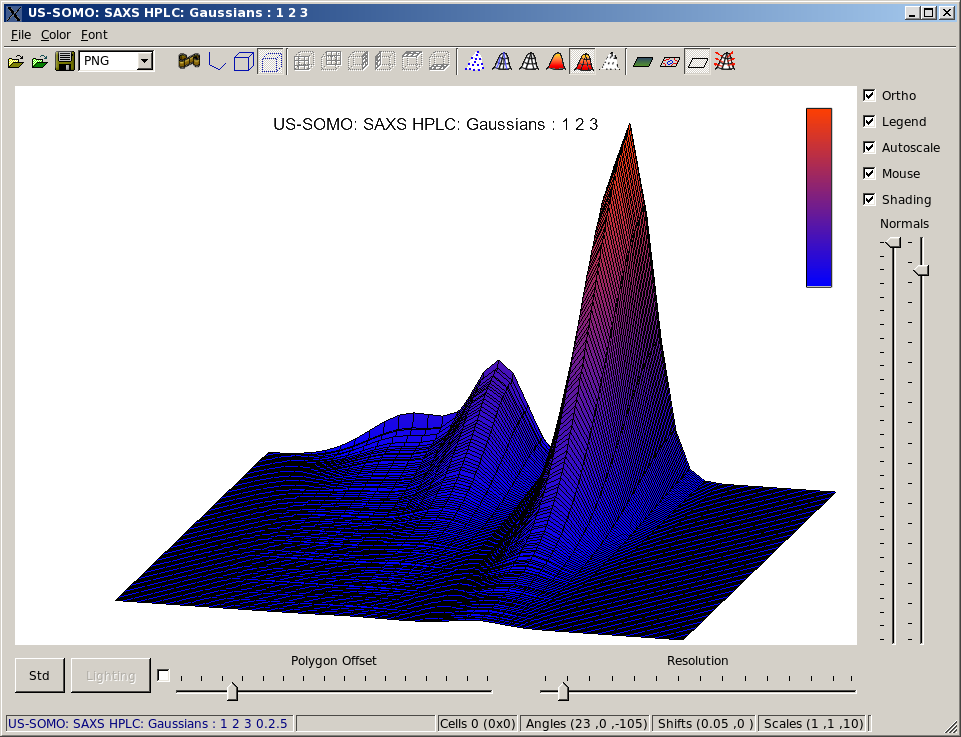 US-SOMO: SAXS HPLC: Gaussians : 1 2 3
File Color Font
PNG
US-SOMO: SAXS HPLC: Gaussians : 1 2 3
Ortho
Legend
Autoscale
Mouse
Shading
Normals
Polygon Offset
Resolution
Std
Lighting
US-SOMO: SAXS HPLC: Gaussians : 1 2 3 0.2.5
Cells 0 (0x0)
Angles (23 ,0 ,-105)
Shifts (0.05 ,0 )
Scales (1 ,1 ,10)